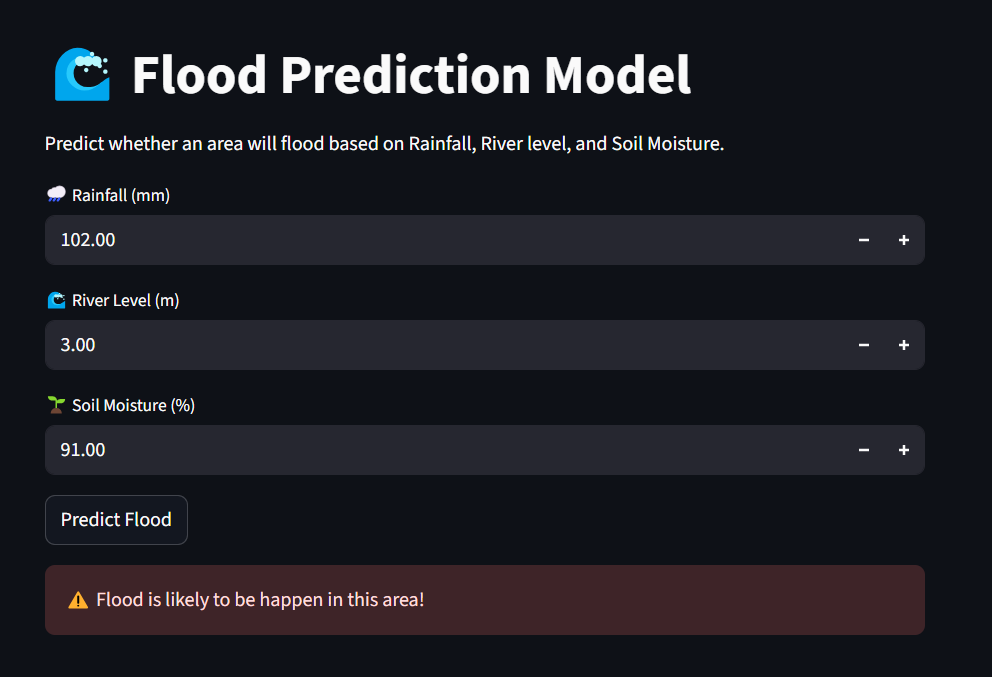 Flood Prediction Model
Predict whether an area will flood based on Rainfall, River level, and Soil Moisture.
Rainfall (mm)
102.00
River Level (m)
3.00
Soil Moisture (%)
91.00
Predict Flood
Flood is likely to be happen in this area!